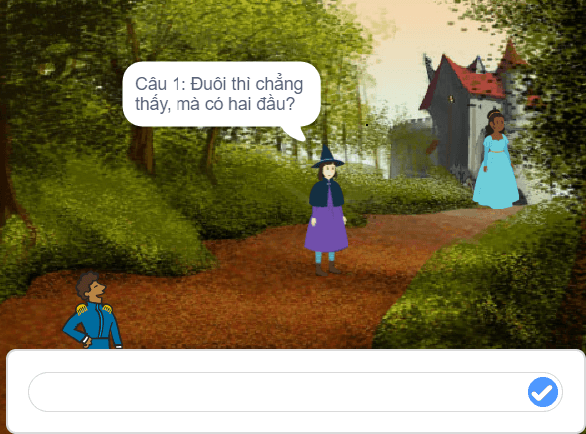 Câu 1: Đuôi thì chẳng
thấy, mà có hai đầu?